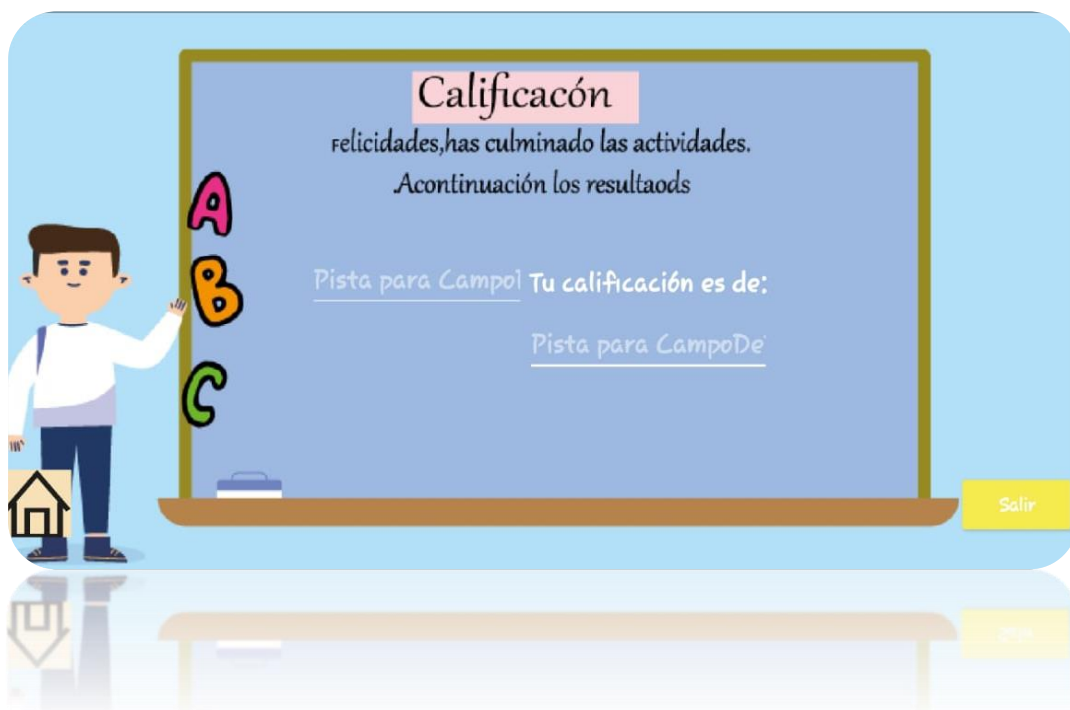 Calificacón
Felicidades,has culminado las actividades.
.Acontinuación los resultaods
A
B
C
Pista para Campo1 Tu calificación es de:
Pista para CampoDe
Salir